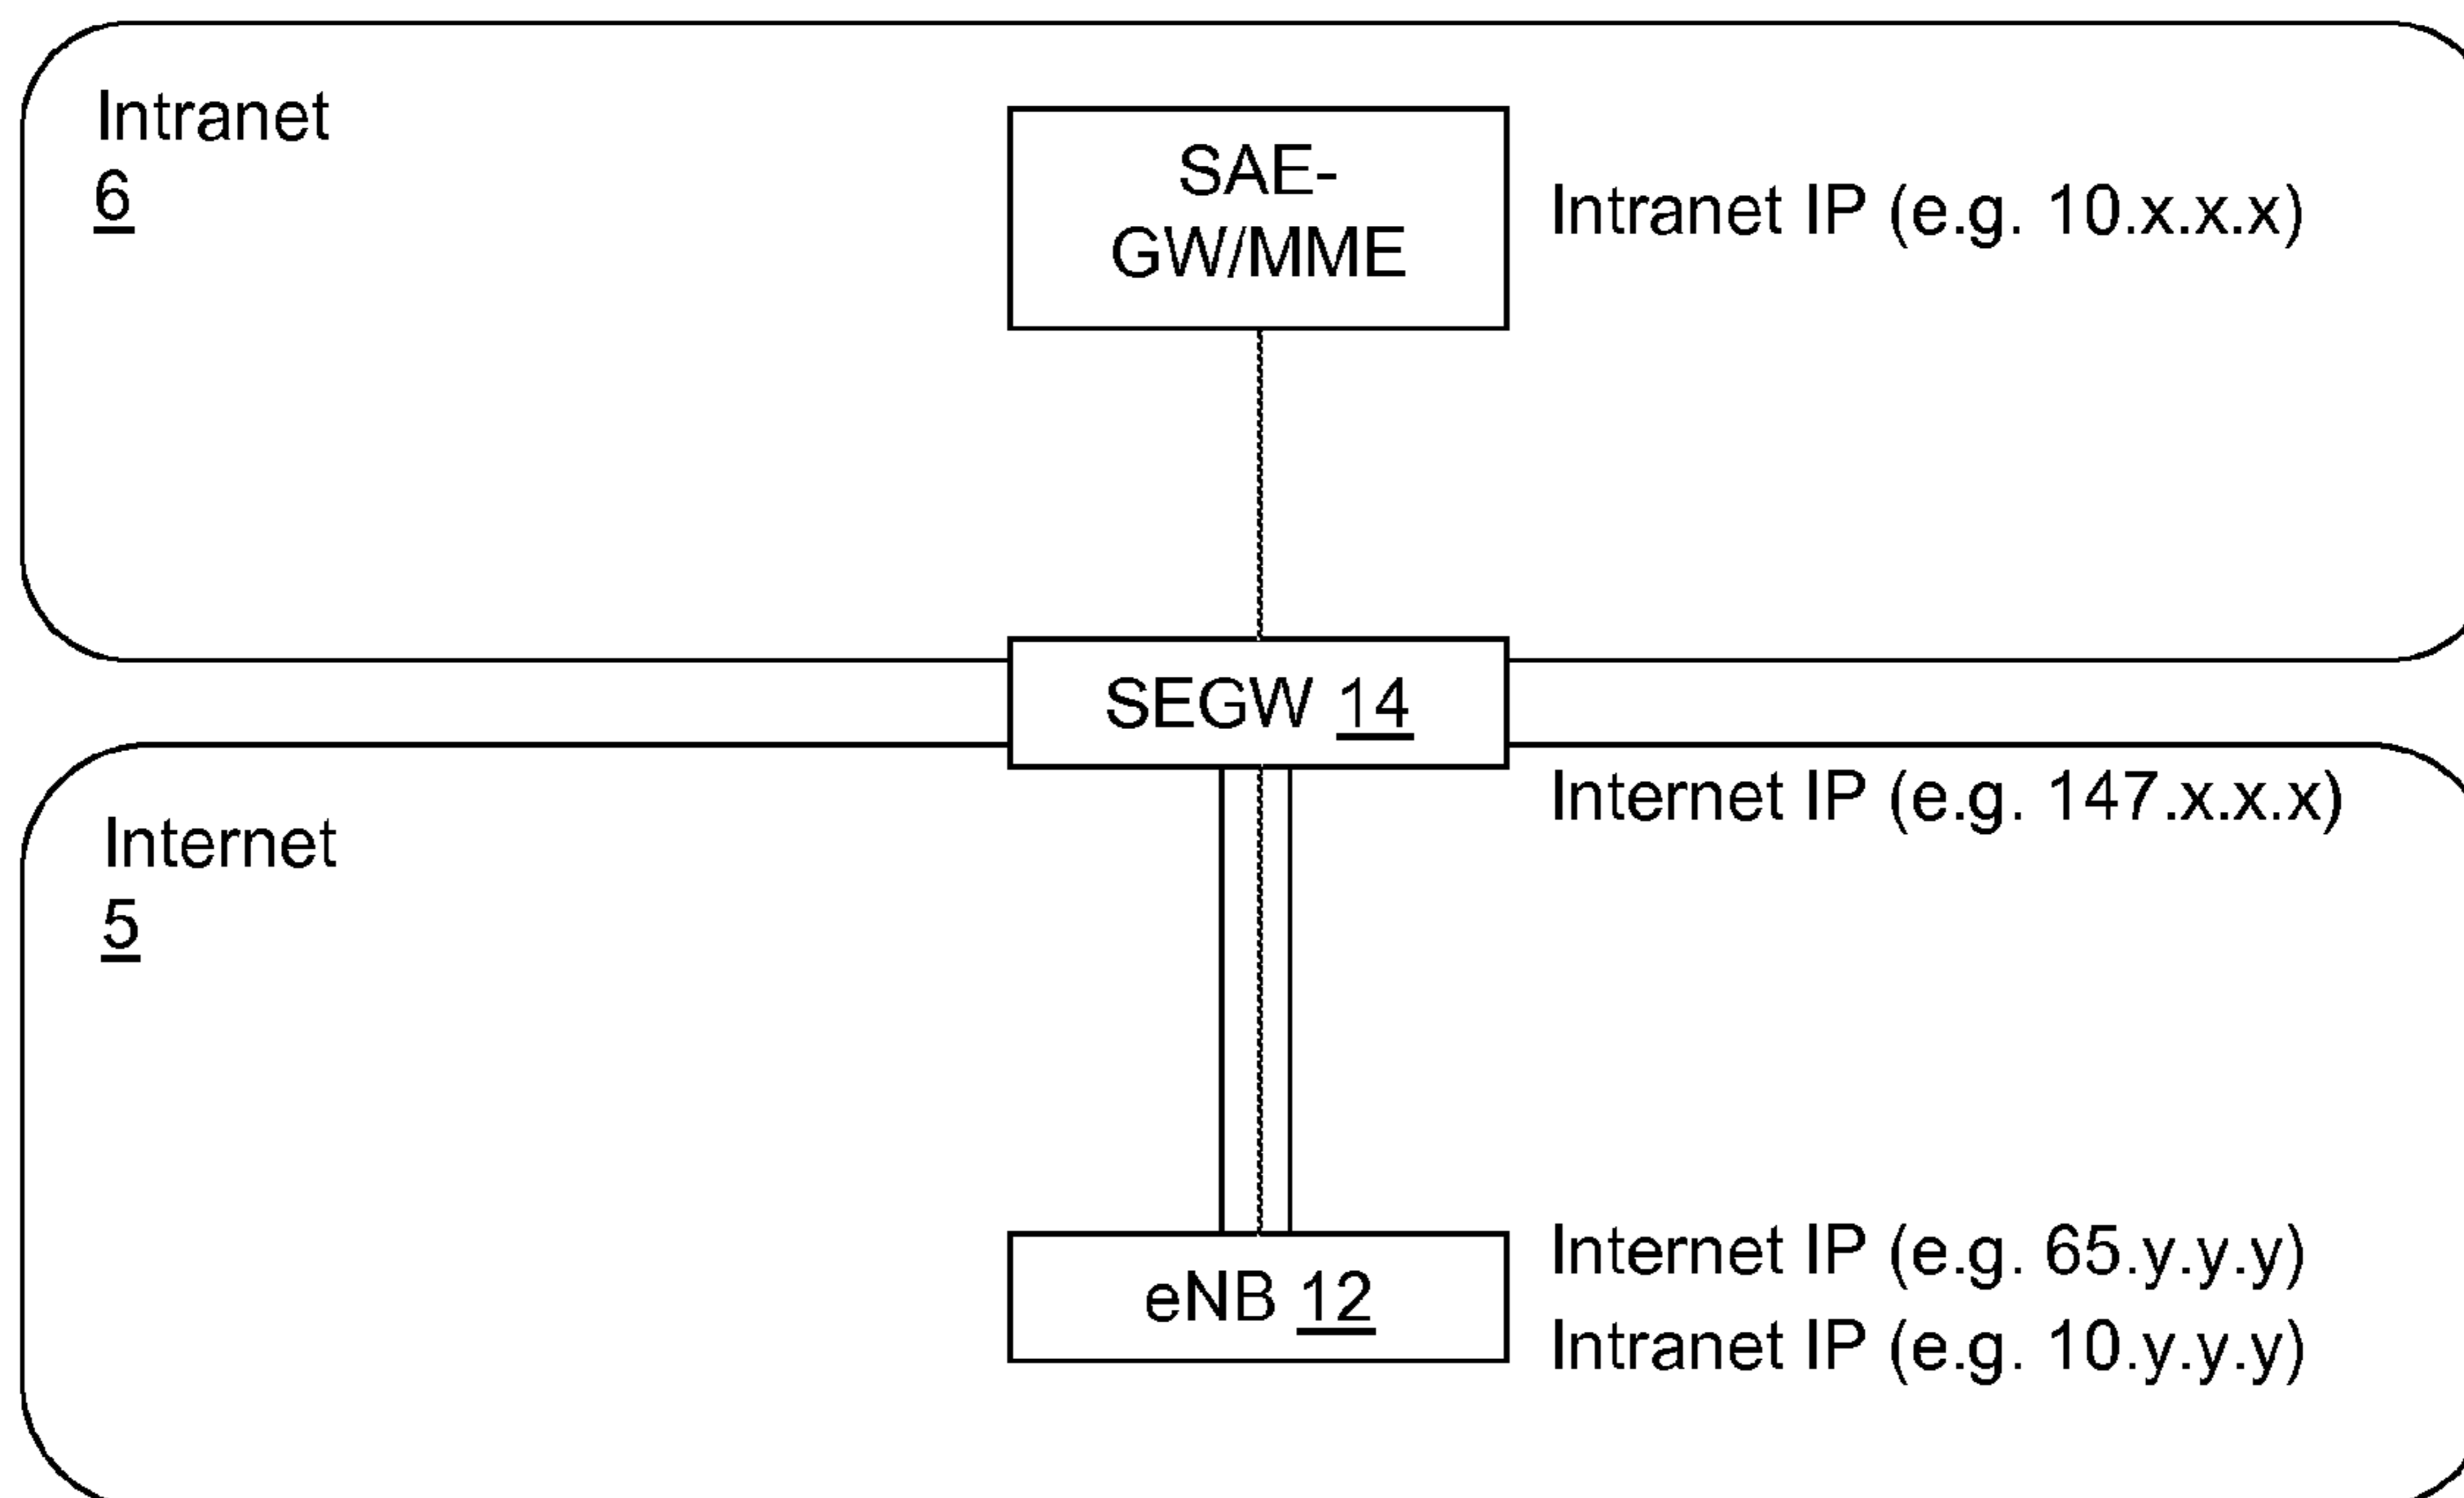 Intranet
6
SAE-
GW/MME
Intranet IP (e.g. 10.x.x.x)
SEGW 14
Internet IP (e.g. 147.x.x.x)
Internet
5
Internet IP (e.g. 65.y.y.y)
eNB 12
Intranet IP (e.g. 10.y.y.y)